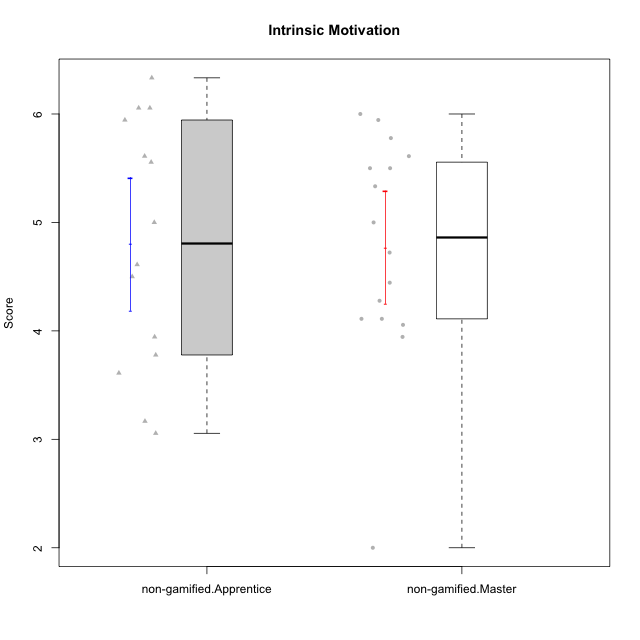 Intrinsic Motivation
Score
6
5
4
3
2
non-gamified.Apprentice
non-gamified.Master